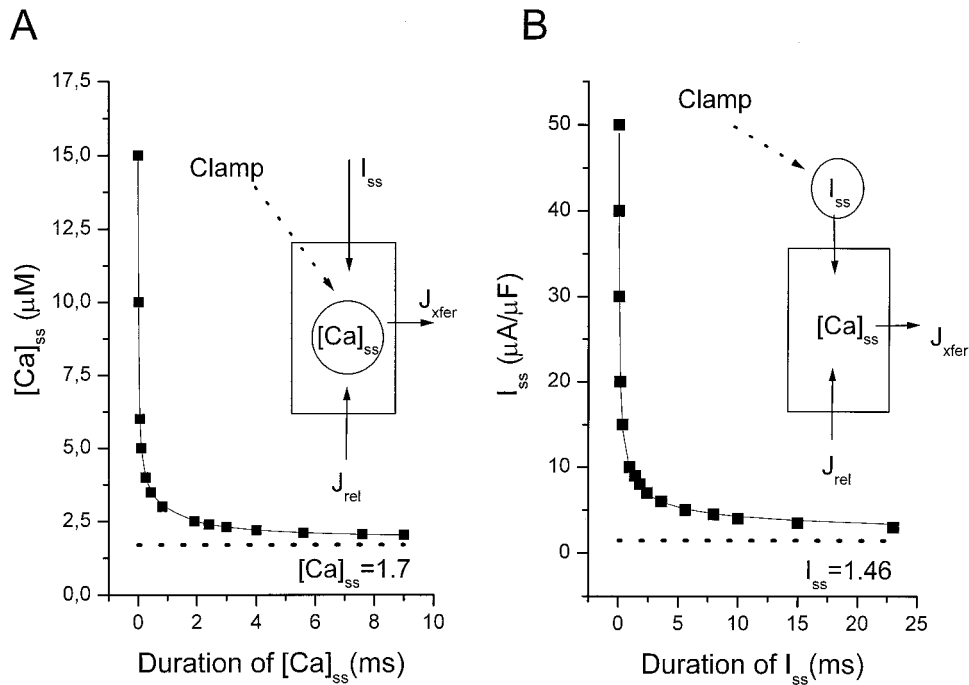 A
[Ca]ss (μM)
17,5
15,0
12,5
10,0
7,5
5,0
2,5
0,0
Clamp
Iss
Jxfer
[Ca]ss
Jrel
[Ca]ss=1.7
0 2 4 6 8 10
Duration of [Ca]ss(ms)
B
Iss (μA/μF)
50
40
30
20
10
0
Clamp
Iss
[Ca]ss
Jxfer
Jrel
Iss=1.46
0 5 10 15 20 25
Duration of Iss(ms)